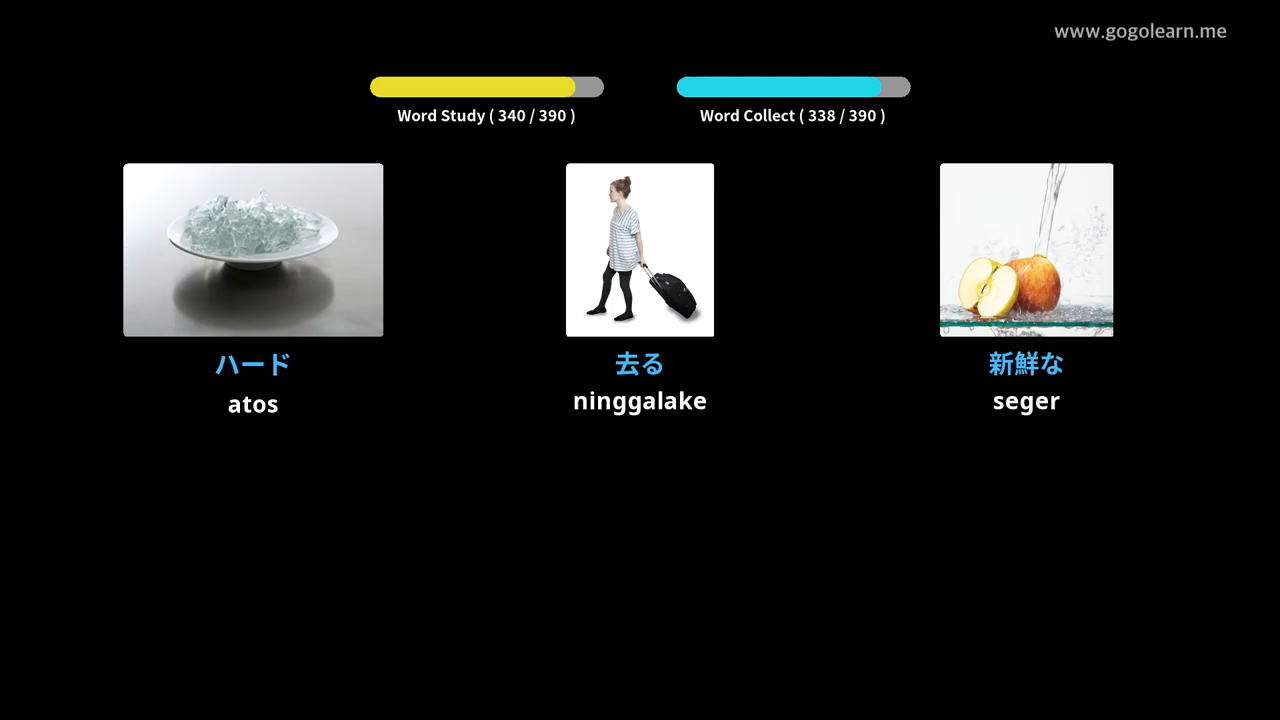 www.gogolearn.me
Word Study ( 340 / 390 )
Word Collect ( 338 / 390 )
ハード
atos
去る
ninggalake
新鮮な
seger